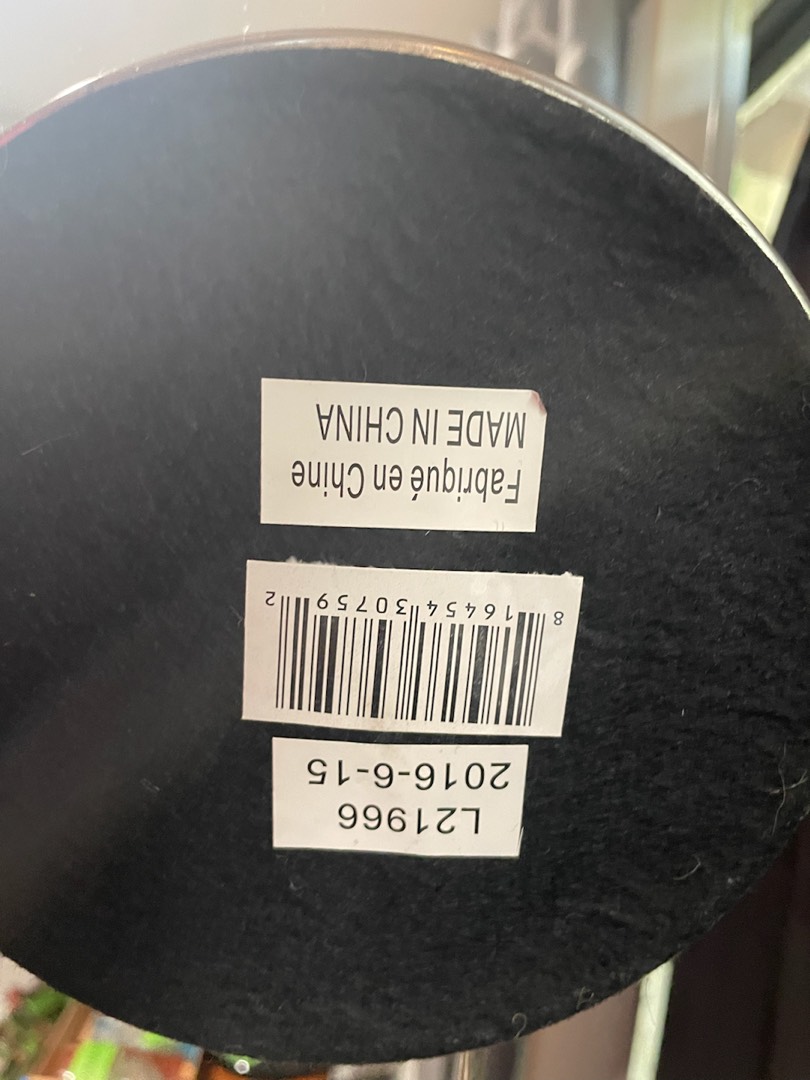 L21966
2016-6-15
8 16454 30759 2
Fabriqué en Chine
MADE IN CHINA